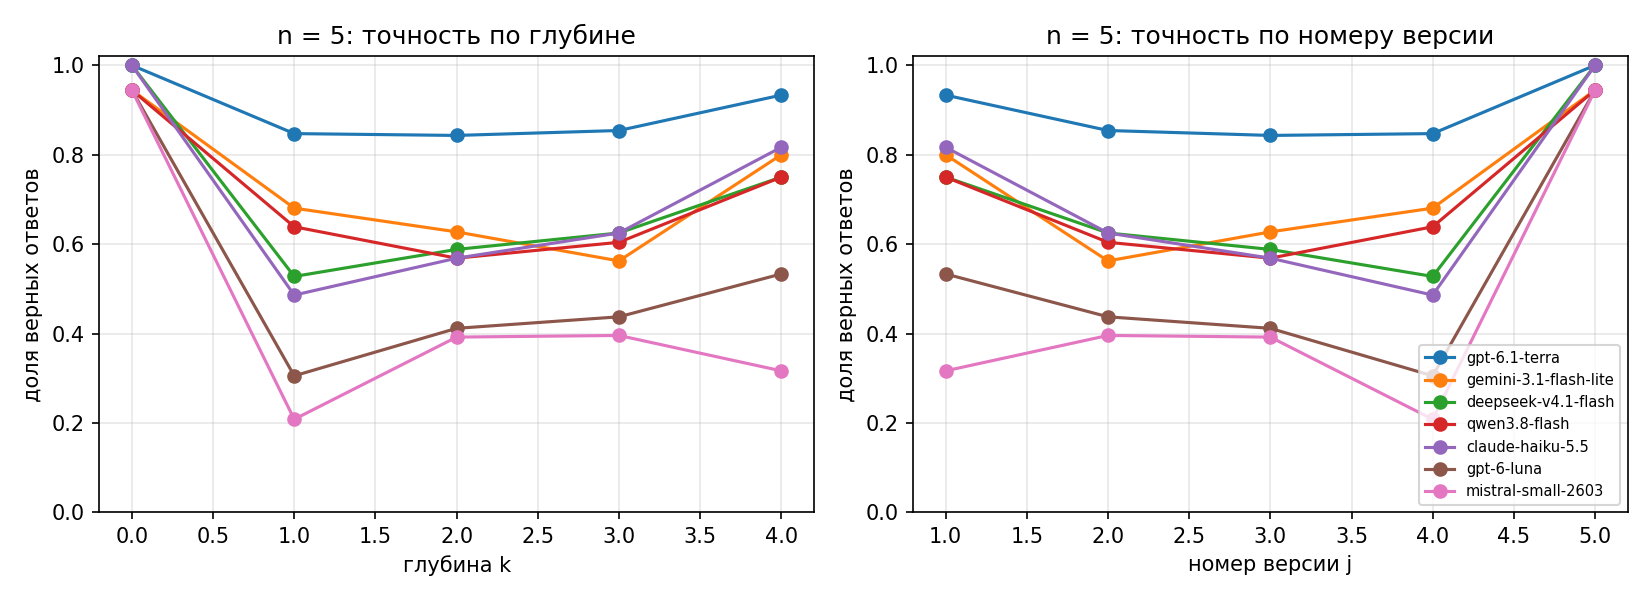 n = 5: точность по глубине
доля верных ответов
1.0
0.8
0.6
0.4
0.2
0.0
0.0 0.5 1.0 1.5 2.0 2.5 3.0 3.5 4.0
глубина k
n = 5: точность по номеру версии
доля верных ответов
1.0
0.8
0.6
0.4
0.2
0.0
gpt-6.1-terra
gemini-3.1-flash-lite
deepseek-v4.1-flash
qwen3.8-flash
claude-haiku-5.5
gpt-6-luna
mistral-small-2603
1.0 1.5 2.0 2.5 3.0 3.5 4.0 4.5 5.0
номер версии j